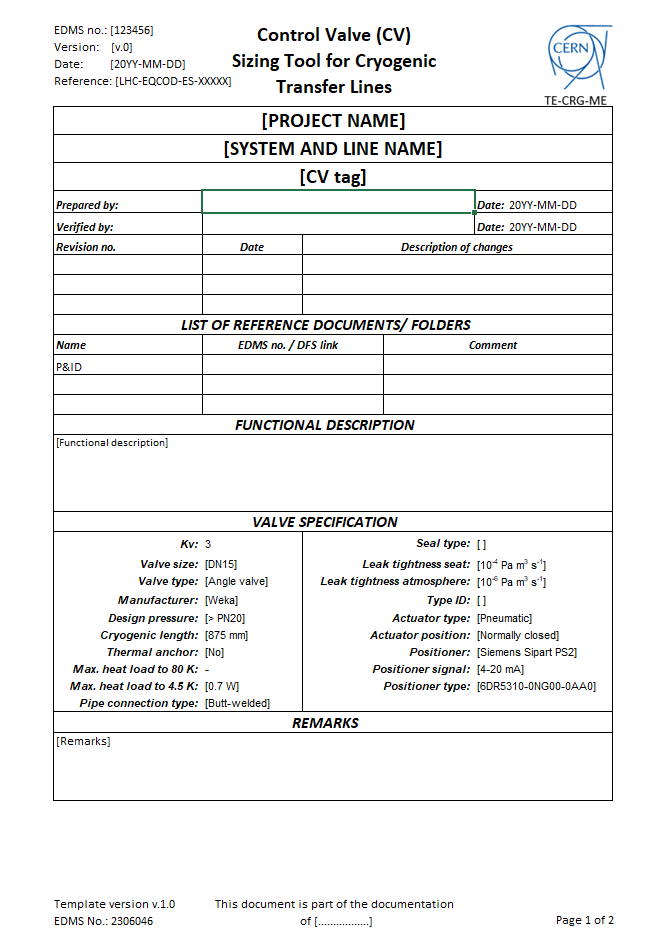 EDMS no.: [123456]
Version: [v.0]
Date: [20YY-MM-DD]
Reference: [LHC-EQCOD-ES-XXXXX]
Control Valve (CV)
Sizing Tool for Cryogenic
Transfer Lines
CERN
TE-CRG-ME
[PROJECT NAME]
[SYSTEM AND LINE NAME]
[CV tag]
Prepared by: Date: 20YY-MM-DD
Verified by: Date: 20YY-MM-DD
Revision no. Date Description of changes
LIST OF REFERENCE DOCUMENTS/ FOLDERS
Name EDMS no. / DFS link Comment
P&ID
FUNCTIONAL DESCRIPTION
[Functional description]
VALVE SPECIFICATION
Kv: 3
Valve size: [DN15]
Valve type: [Angle valve]
Manufacturer: [Weka]
Design pressure: [> PN20]
Cryogenic length: [875 mm]
Thermal anchor: [No]
Max. heat load to 80 K: -
Max. heat load to 4.5 K: [0.7 W]
Pipe connection type: [Butt-welded]
Seal type: [ ]
Leak tightness seat: [10⁻⁴ Pa m³ s⁻¹]
Leak tightness atmosphere: [10⁻⁶ Pa m³ s⁻¹]
Type ID: [ ]
Actuator type: [Pneumatic]
Actuator position: [Normally closed]
Positioner: [Siemens Sipart PS2]
Positioner signal: [4-20 mA]
Positioner type: [6DR5310-0NG00-0AA0]
REMARKS
[Remarks]
Template version v.1.0
EDMS No.: 2306046
This document is part of the documentation
of [................]
Page 1 of 2